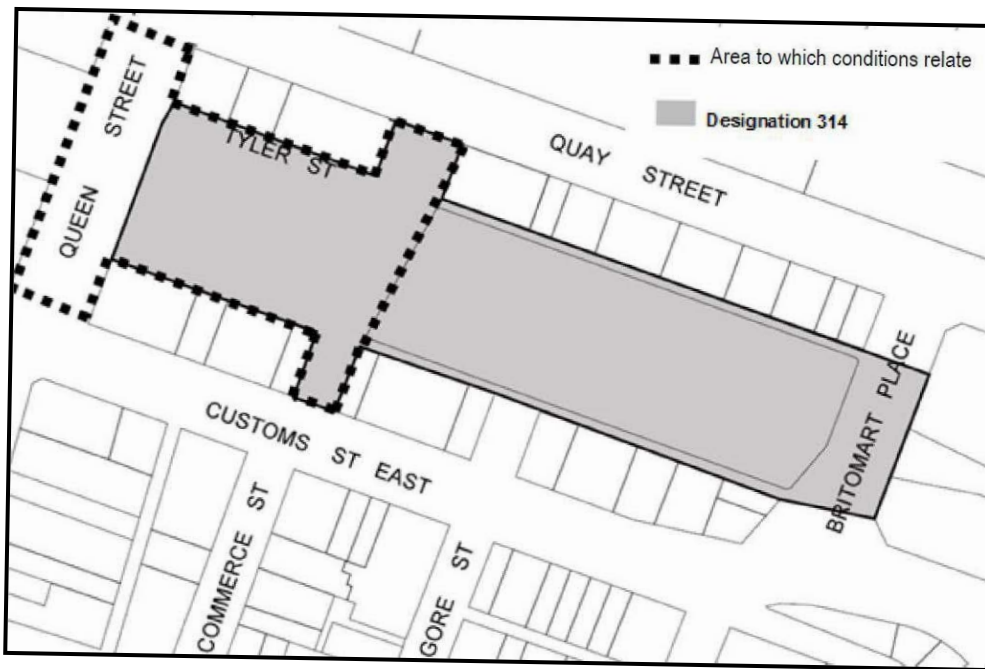 Area to which conditions relate
Designation 314
QUEEN STREET
TYLER ST
QUAY STREET
BRITOMART PLACE
CUSTOMS ST EAST
COMMERCE ST
GORE ST